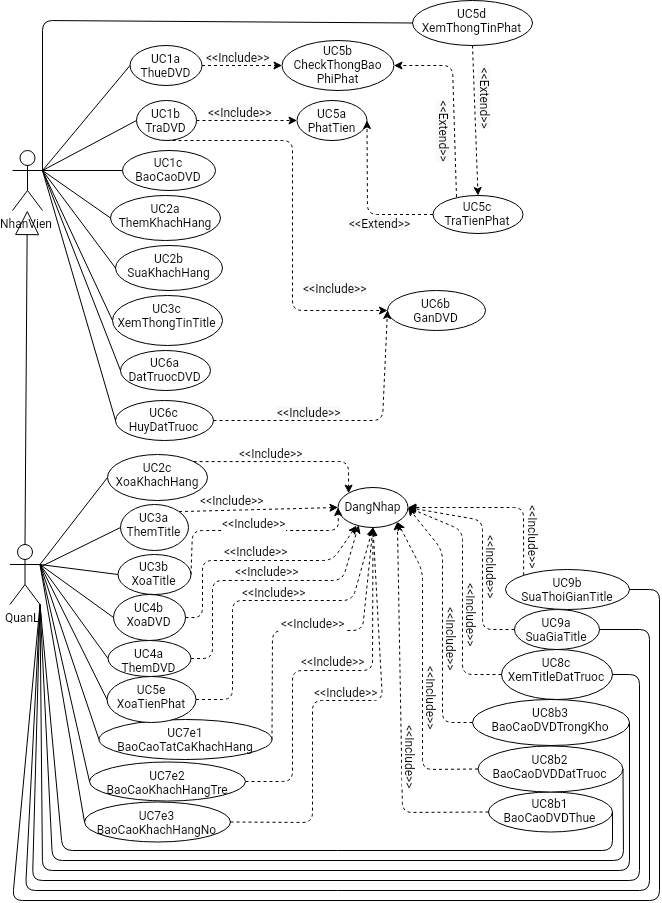 UC5d
XemThongTinPhat
UC1a
ThueDVD
<<Include>>
UC5b
CheckThongBao
PhiPhat
<<Extend>>
<<Extend>>
UC1b
TraDVD
<<Include>>
UC5a
PhatTien
UC1c
BaoCaoDVD
UC2a
ThemKhachHang
UC5c
TraTienPhat
<<Extend>>
NhanVien
UC2b
SuaKhachHang
<<Include>>
UC3c
XemThongTinTitle
UC6b
GanDVD
UC6a
DatTruocDVD
UC6c
HuyDatTruoc
<<Include>>
UC2c
XoaKhachHang
<<Include>>
UC3a
ThemTitle
<<Include>>
DangNhap
UC3b
XoaTitle
<<Include>>
<<Include>>
<<Include>>
UC9b
SuaThoiGianTitle
UC4b
XoaDVD
<<Include>>
<<Include>>
QuanLi
UC9a
SuaGiaTitle
<<Include>>
<<Include>>
<<Include>>
<<Include>>
UC4a
ThemDVD
<<Include>>
UC8c
XemTitleDatTruoc
UC5e
XoaTienPhat
<<Include>>
<<Include>>
UC8b3
BaoCaoDVDTrongKho
UC7e1
BaoCaoTatCaKhachHang
<<Include>>
UC8b2
BaoCaoDVDDatTruoc
UC7e2
BaoCaoKhachHangTre
UC8b1
BaoCaoDVDThue
UC7e3
BaoCaoKhachHangNo